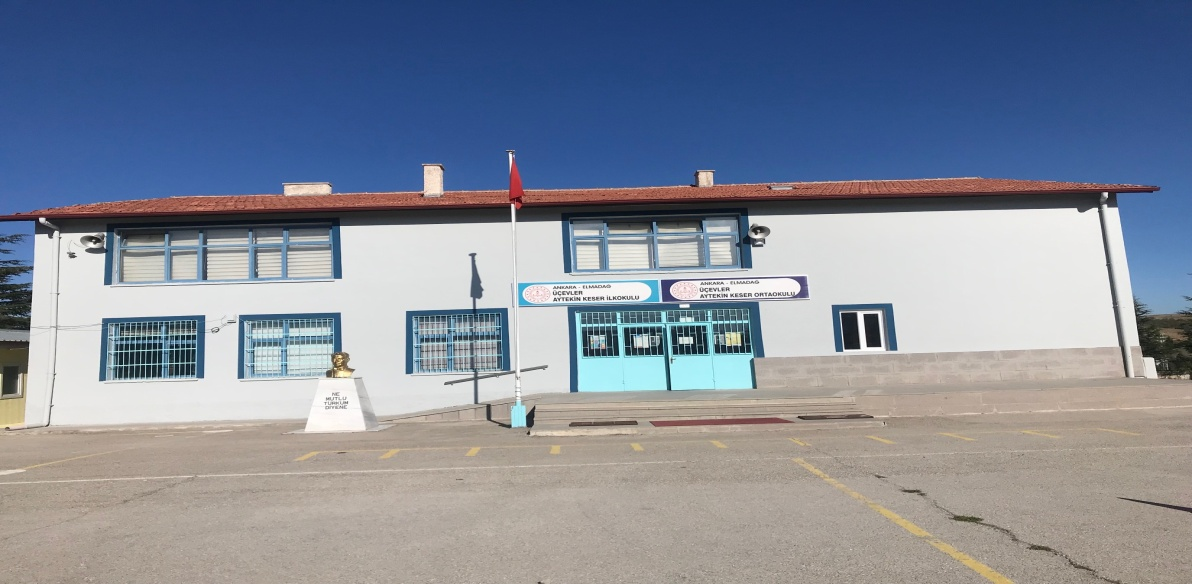 ANKARA - ELMADAĞ
ÜÇEVLER
AYTEKİN KESER İLKOKULU
ANKARA - ELMADAĞ
ÜÇEVLER
AYTEKİN KESER ORTAOKULU
NE
MUTLU
TÜRKÜM
DİYENE